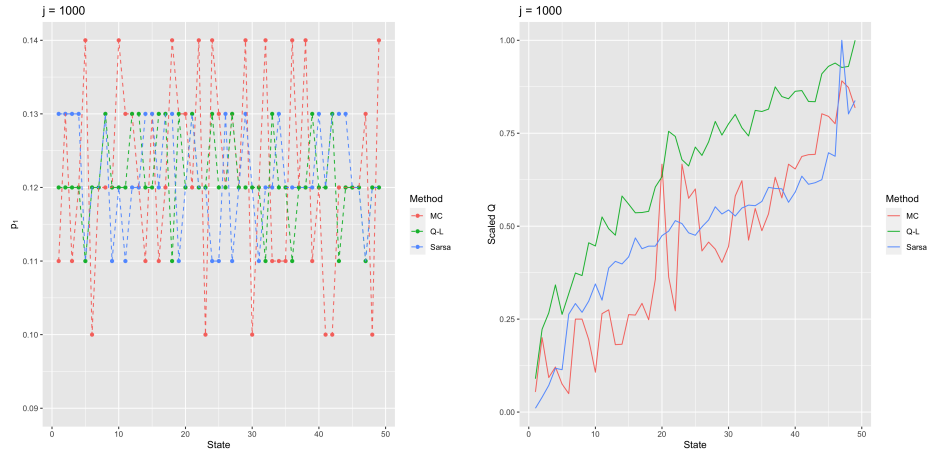 j = 1000
p₁
0.14
0.13
0.12
0.11
0.10
0.09
0 10 20 30 40 50
State
Method
MC
Q-L
Sarsa
j = 1000
Scaled Q
1.00
0.75
0.50
0.25
0.00
0 10 20 30 40 50
State
Method
MC
Q-L
Sarsa